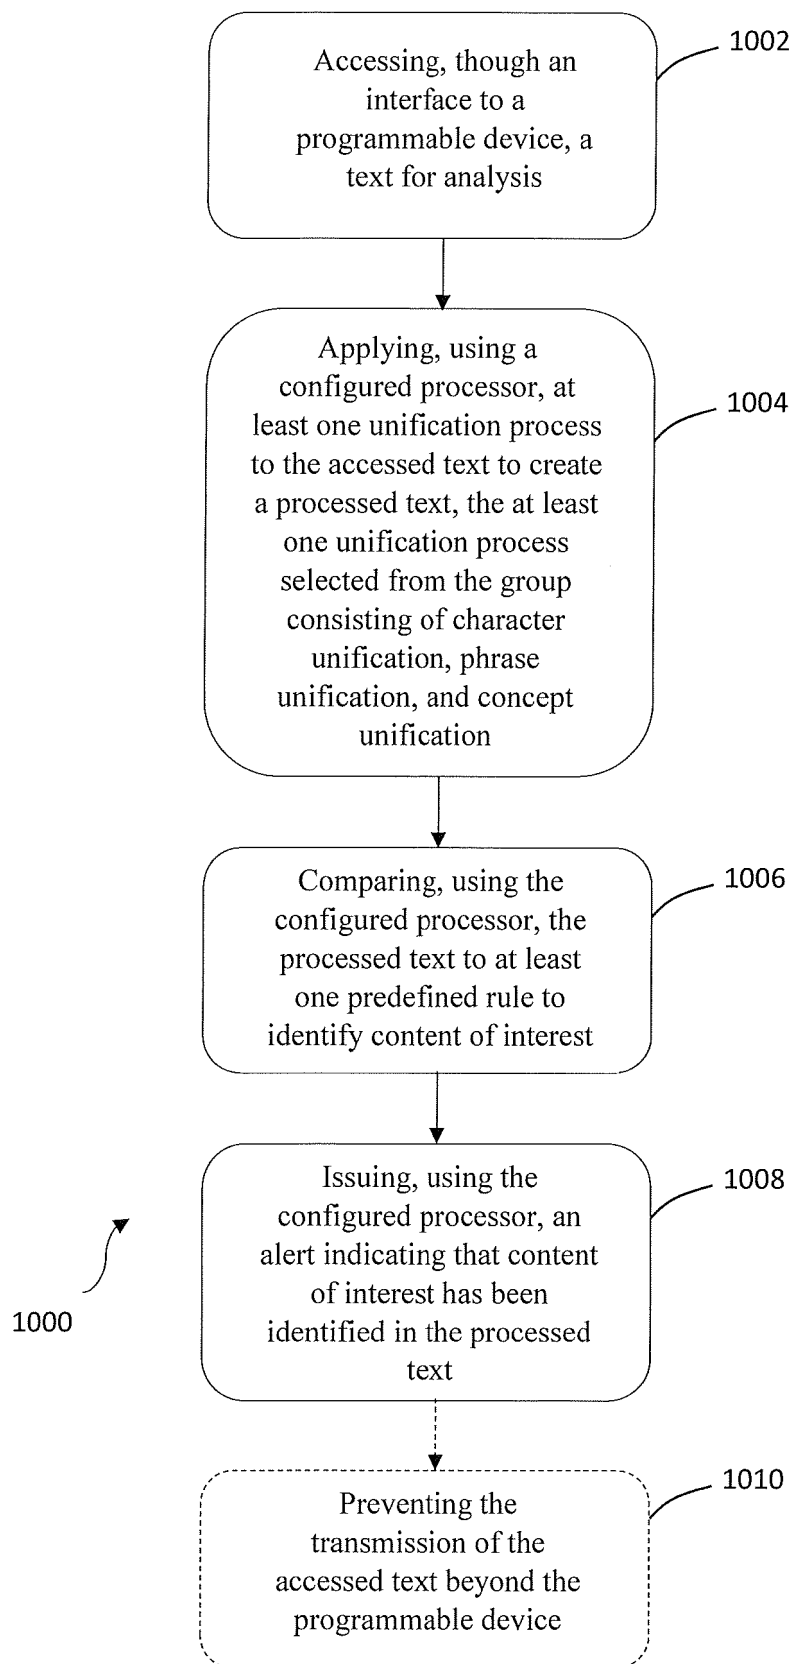 Accessing, though an
interface to a
programmable device, a
text for analysis
1002
Applying, using a
configured processor, at
least one unification process
to the accessed text to create
a processed text, the at least
one unification process
selected from the group
consisting of character
unification, phrase
unification, and concept
unification
1004
Comparing, using the
configured processor, the
processed text to at least
one predefined rule to
identify content of interest
1006
Issuing, using the
configured processor, an
alert indicating that content
of interest has been
identified in the processed
text
1008
1000
Preventing the
transmission of the
accessed text beyond the
programmable device
1010